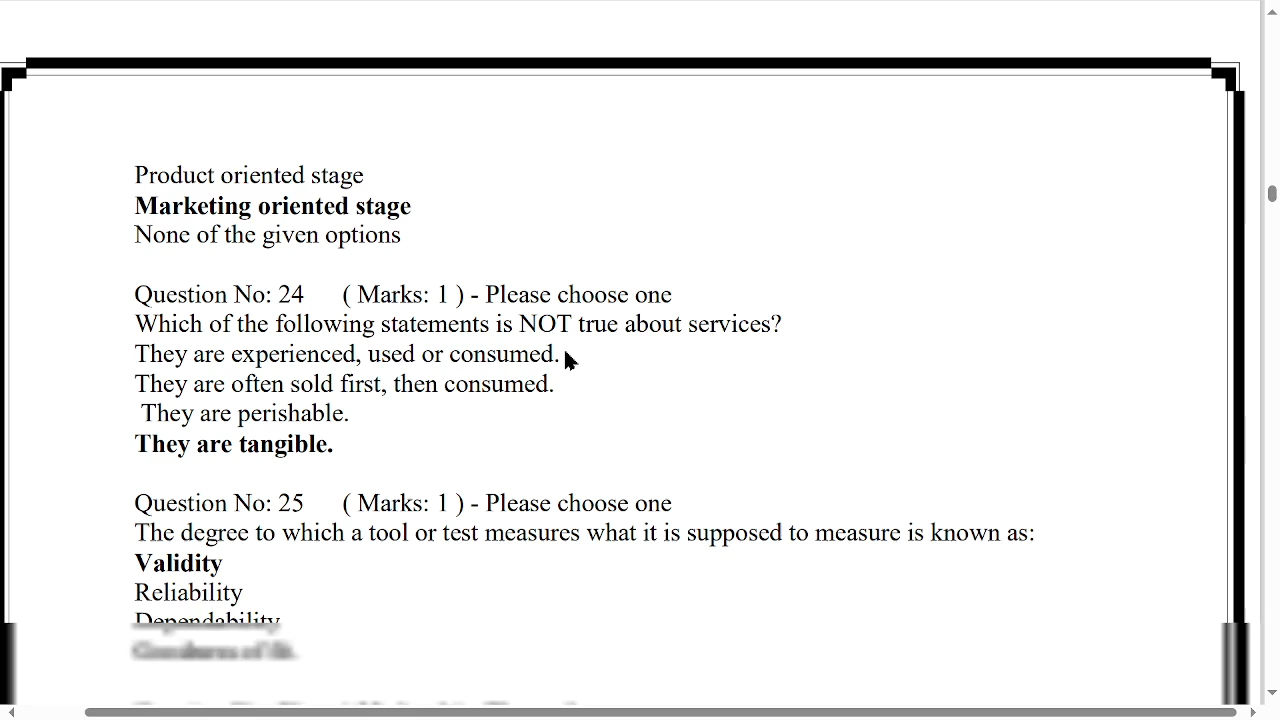 Product oriented stage
Marketing oriented stage
None of the given options
Question No: 24 ( Marks: 1 ) - Please choose one
Which of the following statements is NOT true about services?
They are experienced, used or consumed.
They are often sold first, then consumed.
They are perishable.
They are tangible.
Question No: 25 ( Marks: 1 ) - Please choose one
The degree to which a tool or test measures what it is supposed to measure is known as:
Validity
Reliability
Dependability